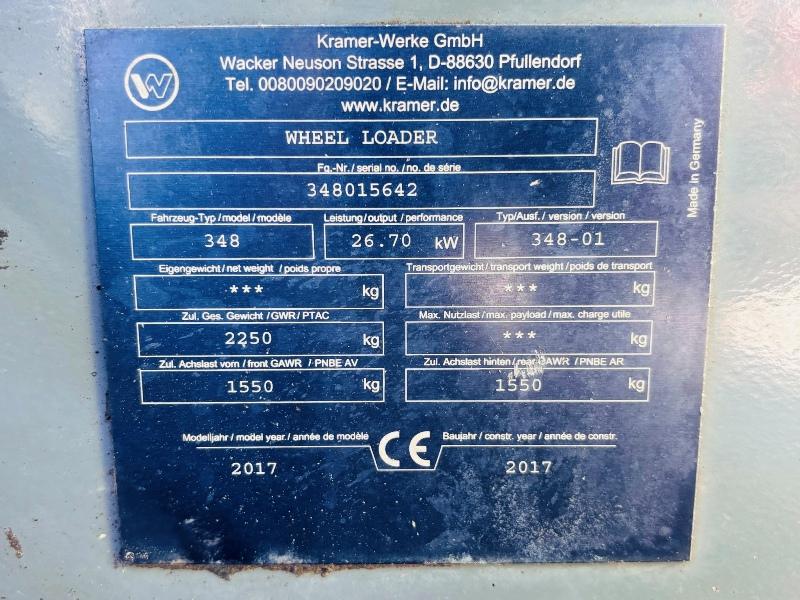 Kramer-Werke GmbH
Wacker Neuson Strasse 1, D-88630 Pfullendorf
Tel. 0080090209020 / E-Mail: info@kramer.de
www.kramer.de
WHEEL LOADER
Made in Germany
Fg.-Nr./ serial no./ no. de série
348015642
Fahrzeug-Typ / model / modèle
348
Leistung / output / performance
26.70 kW
Typ/Ausf. / version / version
348-01
Eigengewicht / net weight / poids propre
*** kg
Transportgewicht / transport weight / poids de transport
*** kg
Zul. Ges. Gewicht / GWR / PTAC
2250 kg
Max. Nutzlast / max. payload / max. charge utile
*** kg
Zul. Achslast vorn / front GAWR / PNBE AV
1550 kg
Zul. Achslast hinten / rear GAWR / PNBE AR
1550 kg
Modelljahr / model year. / année de modèle
2017
CE
Baujahr / constr. year / année de constr.
2017